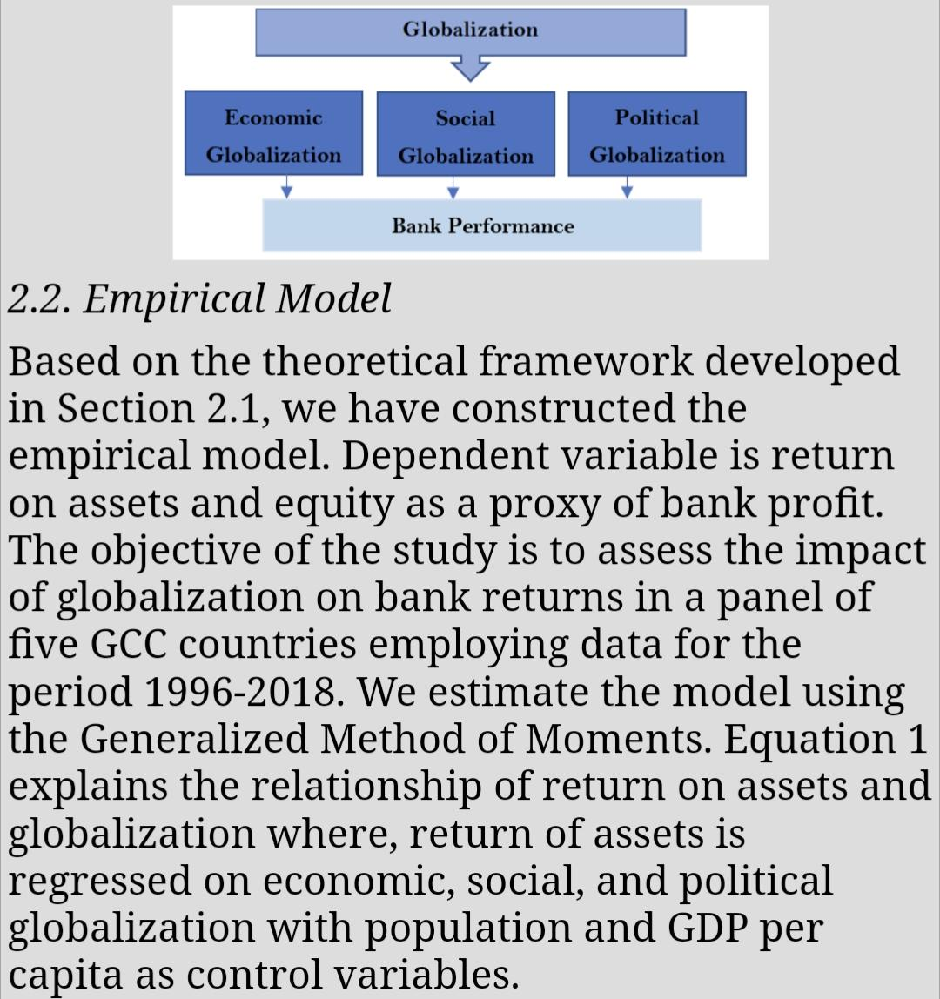 Globalization
Economic Globalization
Social Globalization
Political Globalization
Bank Performance
2.2. Empirical Model
Based on the theoretical framework developed
in Section 2.1, we have constructed the
empirical model. Dependent variable is return
on assets and equity as a proxy of bank profit.
The objective of the study is to assess the impact
of globalization on bank returns in a panel of
five GCC countries employing data for the
period 1996-2018. We estimate the model using
the Generalized Method of Moments. Equation 1
explains the relationship of return on assets and
globalization where, return of assets is
regressed on economic, social, and political
globalization with population and GDP per
capita as control variables.